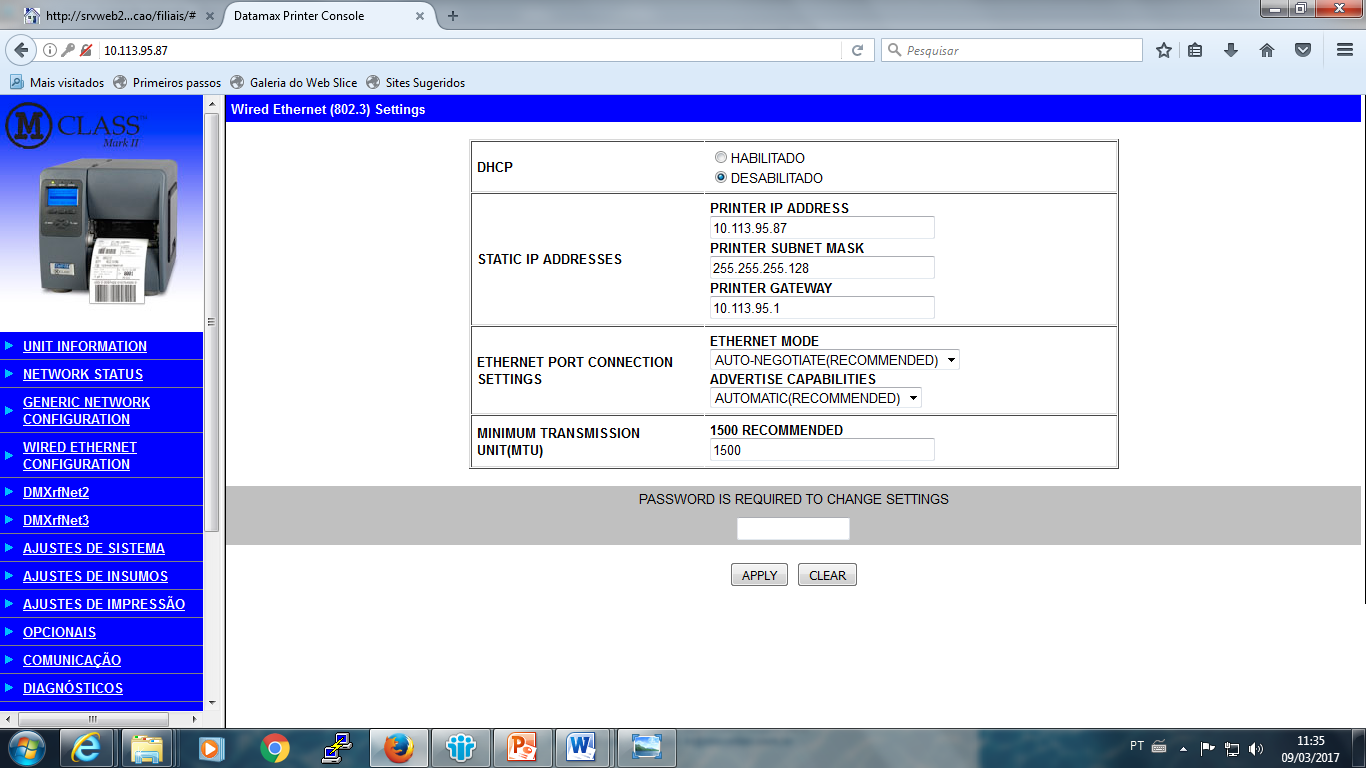 http://srvweb2...cao/filiais/#
Datamax Printer Console
10.113.95.87
Pesquisar
Mais visitados
Primeiros passos
Galeria do Web Slice
Sites Sugeridos
M CLASS™
Mark II
Wired Ethernet (802.3) Settings
DHCP
HABILITADO
DESABILITADO
STATIC IP ADDRESSES
PRINTER IP ADDRESS
10.113.95.87
PRINTER SUBNET MASK
255.255.255.128
PRINTER GATEWAY
10.113.95.1
ETHERNET PORT CONNECTION
SETTINGS
ETHERNET MODE
AUTO-NEGOTIATE(RECOMMENDED)
ADVERTISE CAPABILITIES
AUTOMATIC(RECOMMENDED)
MINIMUM TRANSMISSION
UNIT(MTU)
1500 RECOMMENDED
1500
PASSWORD IS REQUIRED TO CHANGE SETTINGS
APPLY
CLEAR
UNIT INFORMATION
NETWORK STATUS
GENERIC NETWORK
CONFIGURATION
WIRED ETHERNET
CONFIGURATION
DMXrfNet2
DMXrfNet3
AJUSTES DE SISTEMA
AJUSTES DE INSUMOS
AJUSTES DE IMPRESSÃO
OPCIONAIS
COMUNICAÇÃO
DIAGNÓSTICOS
PT
11:35
09/03/2017